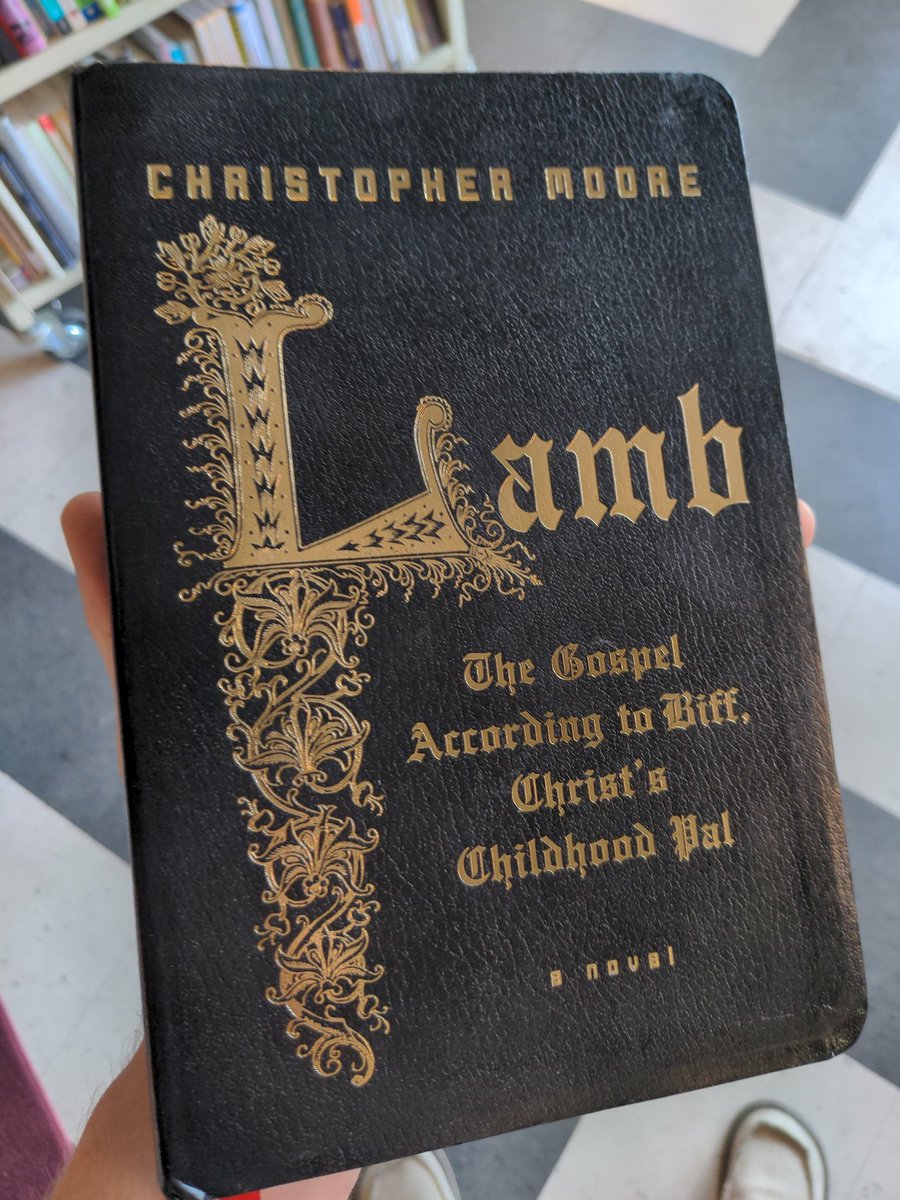 CHRISTOPHER MOORE
Lamb
The Gospel
According to Biff,
Christ's
Childhood Pal
a novel